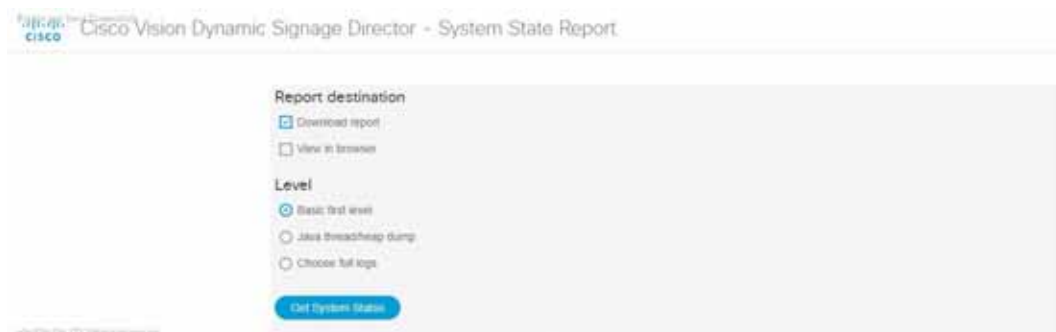 CISCO Cisco Vision Dynamic Signage Director - System State Report
Report destination
Download report
View in browser
Level
Basic first level
Java thread/heap dump
Choose full logs
Get System Status